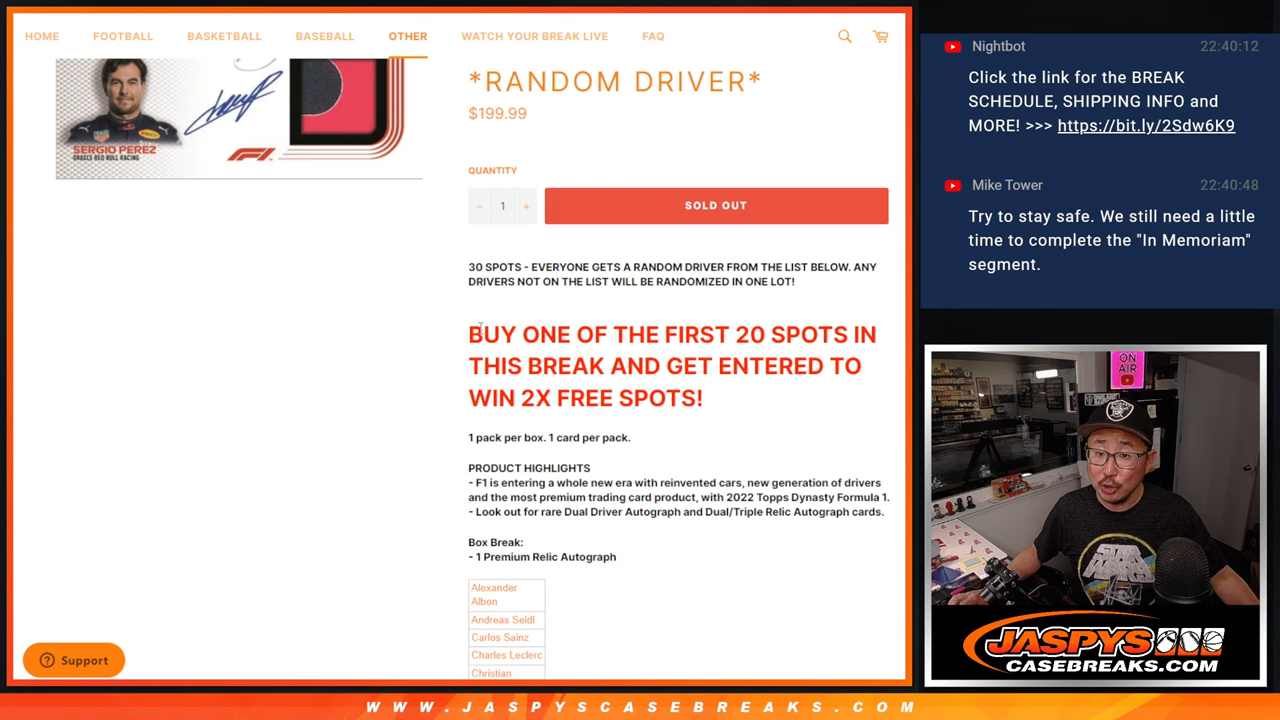 HOME FOOTBALL BASKETBALL BASEBALL OTHER WATCH YOUR BREAK LIVE FAQ
SERGIO PEREZ
ORACLE RED BULL RACING
F1
*RANDOM DRIVER*
$199.99
QUANTITY
− 1 + SOLD OUT
30 SPOTS - EVERYONE GETS A RANDOM DRIVER FROM THE LIST BELOW. ANY
DRIVERS NOT ON THE LIST WILL BE RANDOMIZED IN ONE LOT!
BUY ONE OF THE FIRST 20 SPOTS IN
THIS BREAK AND GET ENTERED TO
WIN 2X FREE SPOTS!
1 pack per box. 1 card per pack.
PRODUCT HIGHLIGHTS
- F1 is entering a whole new era with reinvented cars, new generation of drivers
and the most premium trading card product, with 2022 Topps Dynasty Formula 1.
- Look out for rare Dual Driver Autograph and Dual/Triple Relic Autograph cards.
Box Break:
- 1 Premium Relic Autograph
Alexander
Albon
Andreas Seidl
Carlos Sainz
Charles Leclerc
Christian
Support
Nightbot 22:40:12
Click the link for the BREAK
SCHEDULE, SHIPPING INFO and
MORE! >>> https://bit.ly/2Sdw6K9
Mike Tower 22:40:48
Try to stay safe. We still need a little
time to complete the "In Memoriam"
segment.
ON
AIR
STAR
WARS
JASPYS
CASEBREAKS.COM
WWW.JASPYSCASEBREAKS.COM